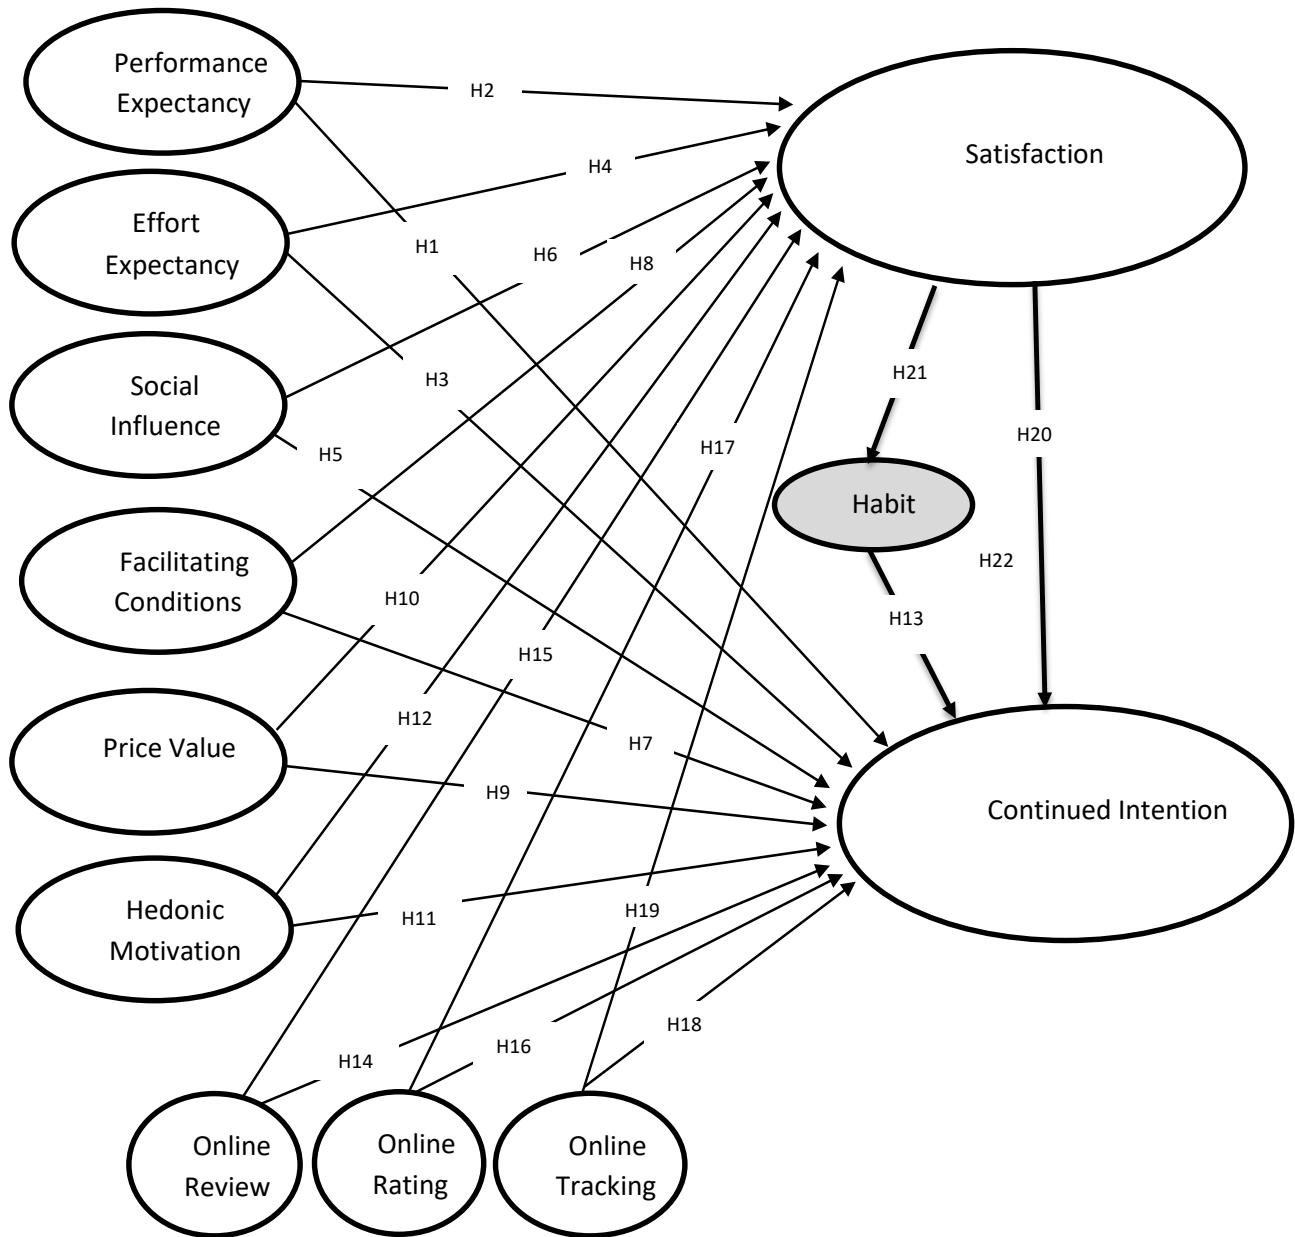 Performance
Expectancy
H2
Satisfaction
H4
Effort
Expectancy
H1
H6
H8
H3
H21
Social
Influence
H5
H17
H20
Habit
Facilitating
Conditions
H22
H10
H13
H15
H12
Price Value
H7
H9
Continued Intention
Hedonic
Motivation
H11
H19
H18
H16
H14
Online
Review
Online
Rating
Online
Tracking